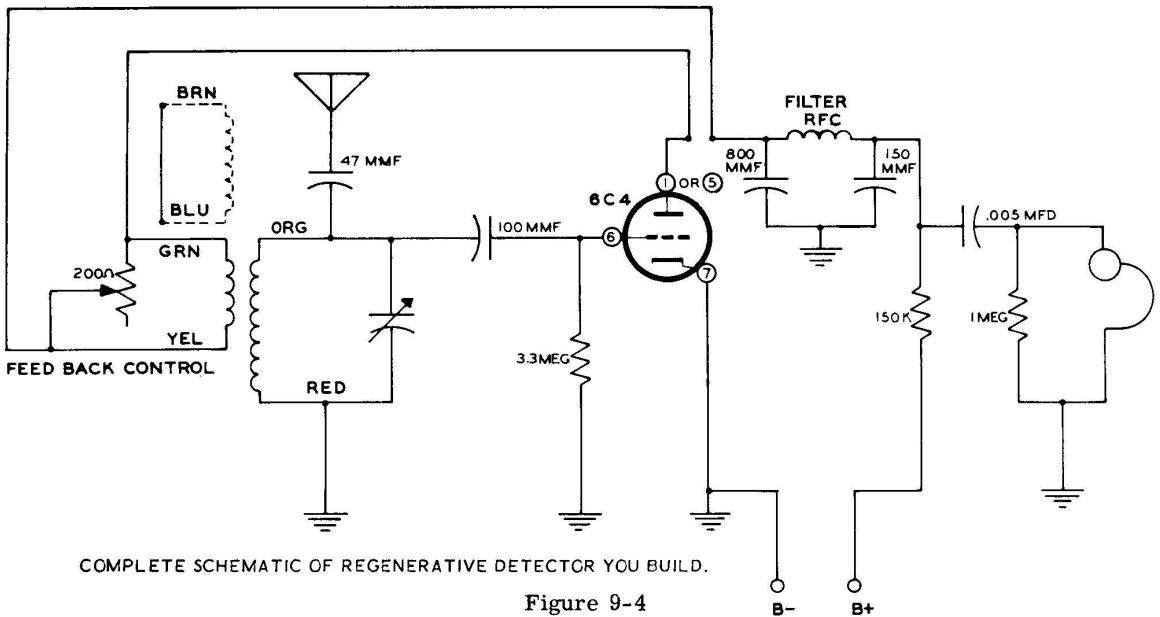 BRN
BLU
GRN
200Ω
YEL
FEED BACK CONTROL
ORG
RED
47 MMF
100 MMF
3.3MEG
6C4
1 OR 5
6
7
FILTER
RFC
800
MMF
150
MMF
.005 MFD
150K
1 MEG
B-
B+
COMPLETE SCHEMATIC OF REGENERATIVE DETECTOR YOU BUILD.
Figure 9-4